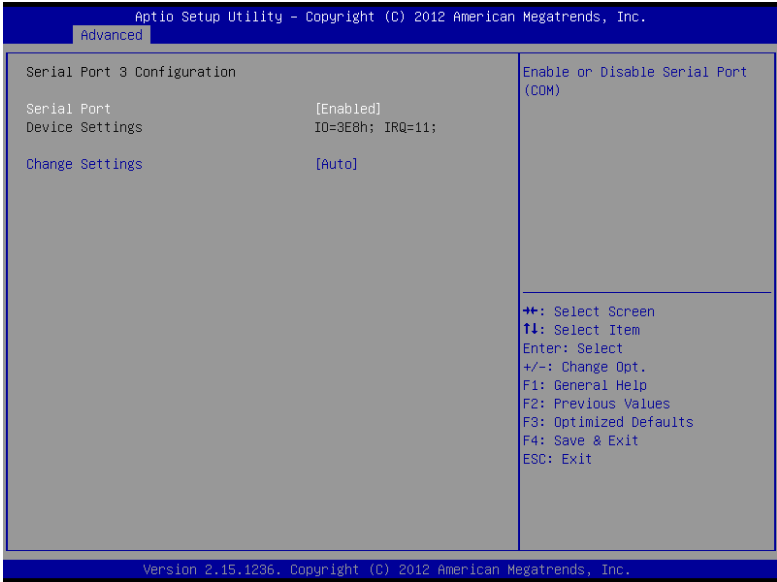 Aptio Setup Utility – Copyright (C) 2012 American Megatrends, Inc.
Advanced
Serial Port 3 Configuration
Serial Port [Enabled]
Device Settings IO=3E8h; IRQ=11;
Change Settings [Auto]
Enable or Disable Serial Port
(COM)
→←: Select Screen
↑↓: Select Item
Enter: Select
+/-: Change Opt.
F1: General Help
F2: Previous Values
F3: Optimized Defaults
F4: Save & Exit
ESC: Exit
Version 2.15.1236. Copyright (C) 2012 American Megatrends, Inc.